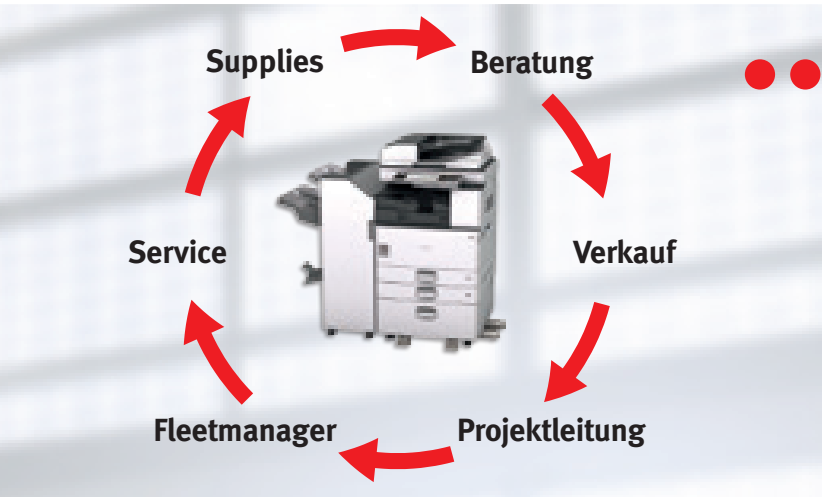 Supplies
Beratung
Service
Verkauf
Fleetmanager
Projektleitung